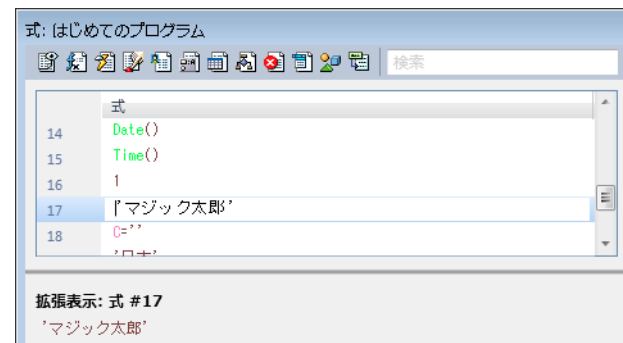 式: はじめてのプログラム
検索
式
14 Date()
15 Time()
16 1
17 'マジック太郎'
18 C=''
'日本'
拡張表示: 式 #17
'マジック太郎'